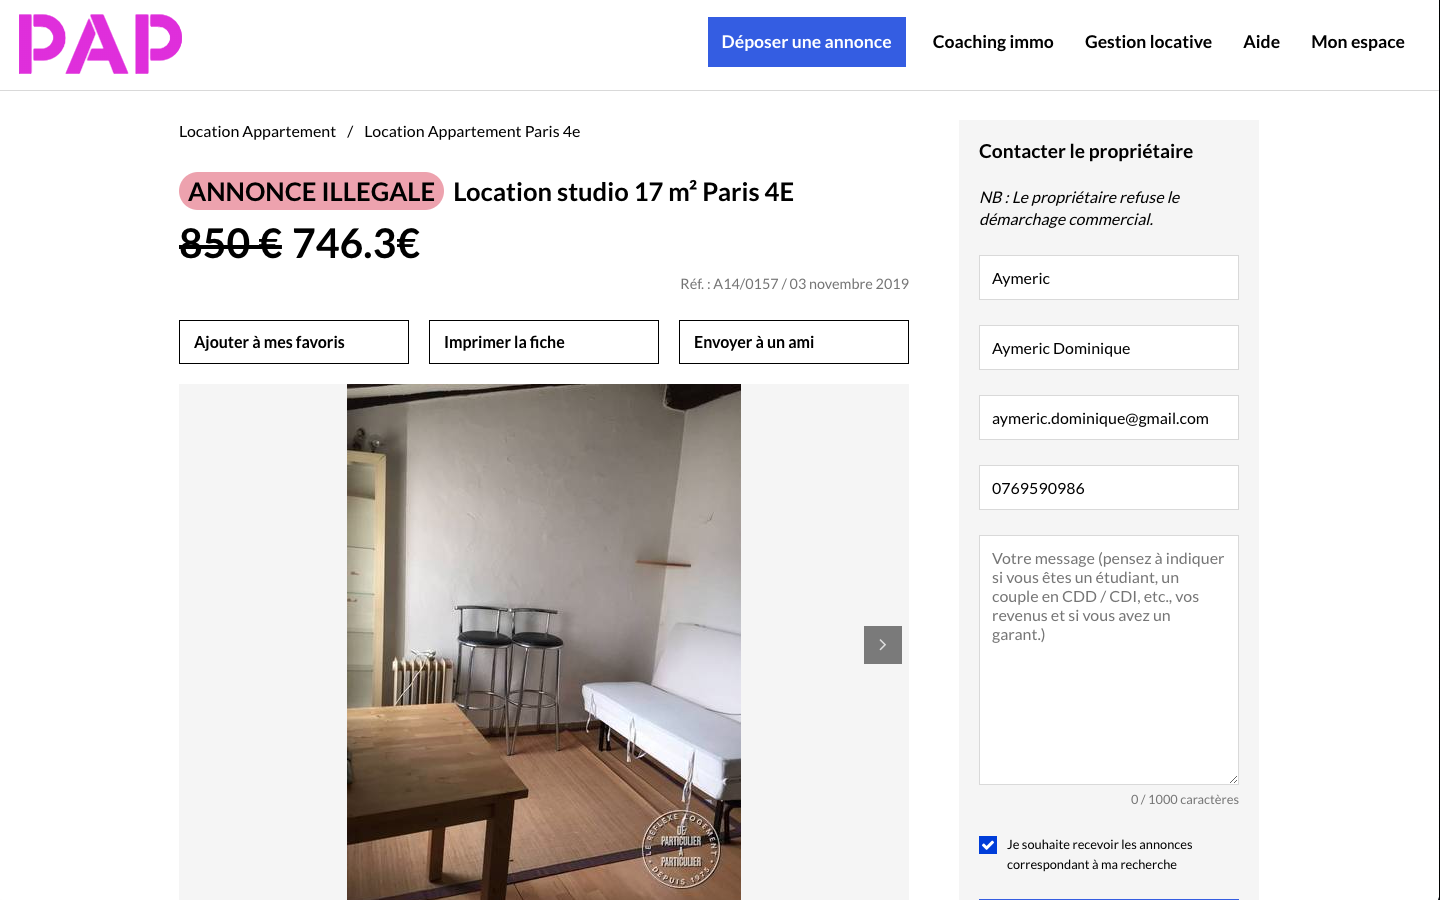 PAP
Déposer une annonce
Coaching immo
Gestion locative
Aide
Mon espace
Location Appartement / Location Appartement Paris 4e
ANNONCE ILLEGALE Location studio 17 m² Paris 4E
850 € 746.3€
Réf. : A14/0157 / 03 novembre 2019
Ajouter à mes favoris
Imprimer la fiche
Envoyer à un ami
LE RÉFLEXE LOGEMENT
DE
PARTICULIER
À
PARTICULIER
DEPUIS 1975
Contacter le propriétaire
NB : Le propriétaire refuse le
démarchage commercial.
Aymeric
Aymeric Dominique
aymeric.dominique@gmail.com
0769590986
Votre message (pensez à indiquer
si vous êtes un étudiant, un
couple en CDD / CDI, etc., vos
revenus et si vous avez un
garant.)
0 / 1000 caractères
Je souhaite recevoir les annonces
correspondant à ma recherche